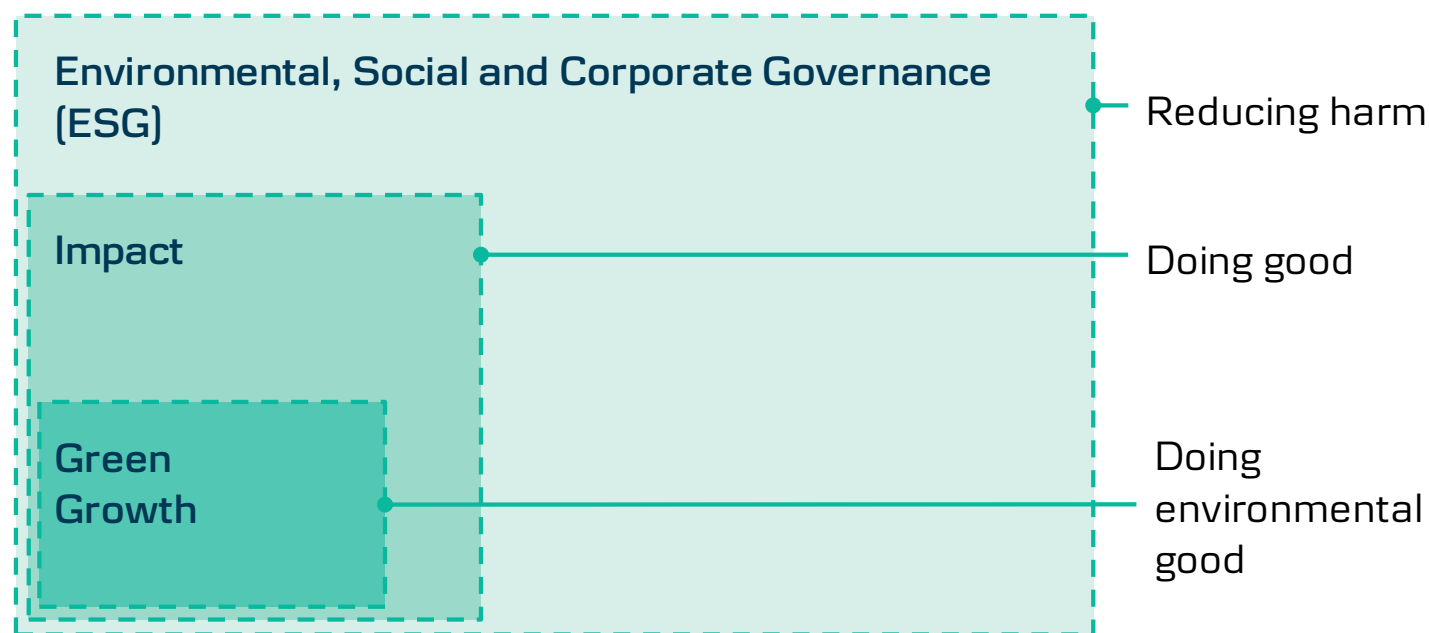 Environmental, Social and Corporate Governance
(ESG)
Reducing harm
Impact
Doing good
Green
Growth
Doing
environmental
good